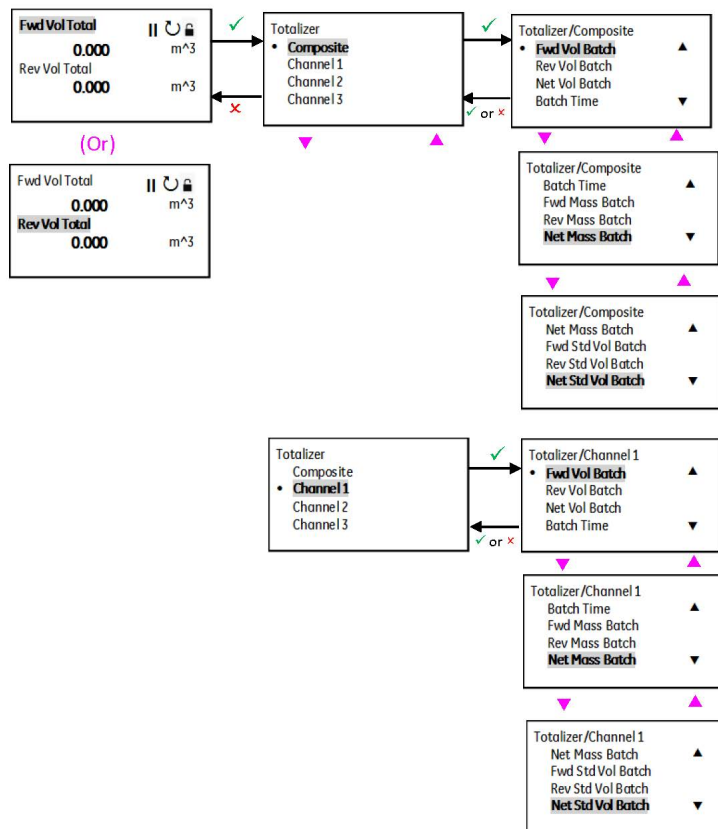 Fwd Vol Total
0.000 m^3
Rev Vol Total
0.000 m^3
(Or)
Fwd Vol Total
0.000 m^3
Rev Vol Total
0.000 m^3
Totalizer
• Composite
Channel 1
Channel 2
Channel 3
Totalizer/Composite
• Fwd Vol Batch
Rev Vol Batch
Net Vol Batch
Batch Time
✓ or x
Totalizer/Composite
Batch Time
Fwd Mass Batch
Rev Mass Batch
Net Mass Batch
Totalizer/Composite
Net Mass Batch
Fwd Std Vol Batch
Rev Std Vol Batch
Net Std Vol Batch
Totalizer
Composite
• Channel 1
Channel 2
Channel 3
Totalizer/Channel 1
• Fwd Vol Batch
Rev Vol Batch
Net Vol Batch
Batch Time
✓ or x
Totalizer/Channel 1
Batch Time
Fwd Mass Batch
Rev Mass Batch
Net Mass Batch
Totalizer/Channel 1
Net Mass Batch
Fwd Std Vol Batch
Rev Std Vol Batch
Net Std Vol Batch